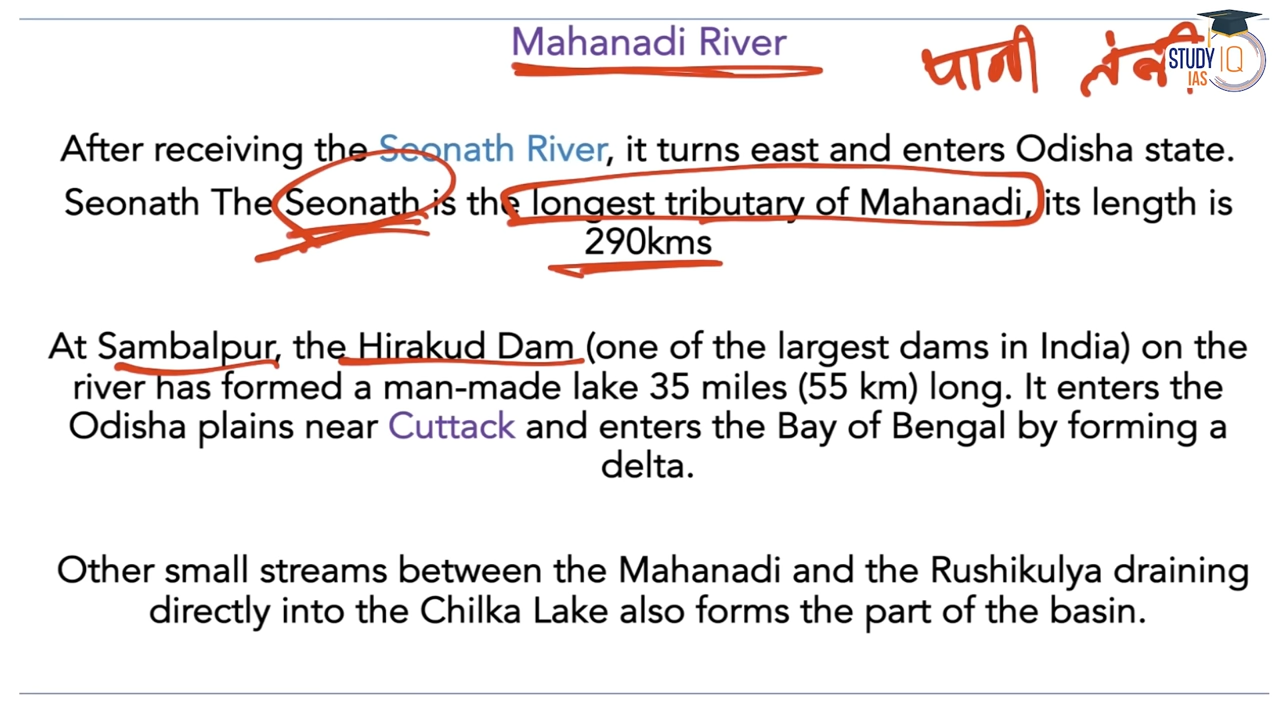 Mahanadi River
पानी
STUDY IQ
IAS
After receiving the Seonath River, it turns east and enters Odisha state.
Seonath The Seonath is the longest tributary of Mahanadi, its length is
290kms
At Sambalpur, the Hirakud Dam (one of the largest dams in India) on the
river has formed a man-made lake 35 miles (55 km) long. It enters the
Odisha plains near Cuttack and enters the Bay of Bengal by forming a
delta.
Other small streams between the Mahanadi and the Rushikulya draining
directly into the Chilka Lake also forms the part of the basin.